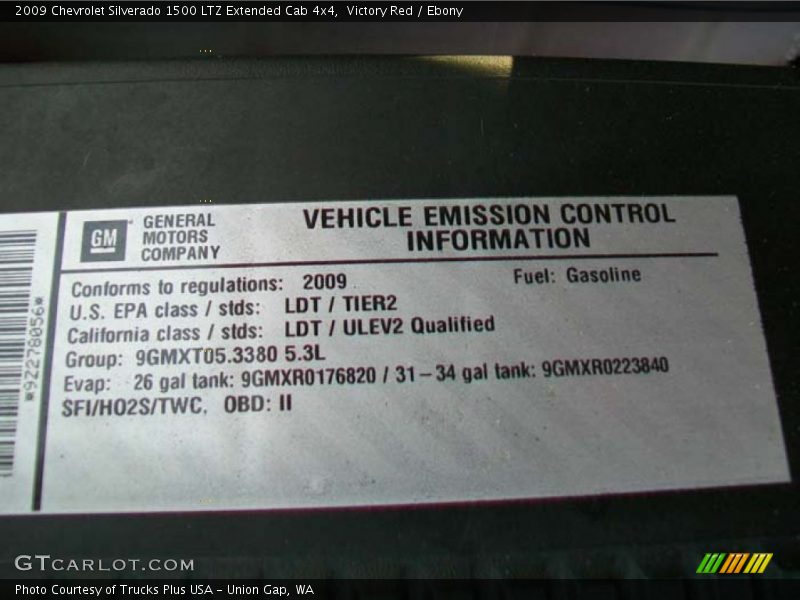 2009 Chevrolet Silverado 1500 LTZ Extended Cab 4x4, Victory Red / Ebony
GM
GENERAL
MOTORS
COMPANY
VEHICLE EMISSION CONTROL
INFORMATION
Conforms to regulations: 2009 Fuel: Gasoline
U.S. EPA class / stds: LDT / TIER2
California class / stds: LDT / ULEV2 Qualified
Group: 9GMXT05.3380 5.3L
Evap: 26 gal tank: 9GMXR0176820 / 31-34 gal tank: 9GMXR0223840
SFI/HO2S/TWC. OBD: II
*92278056*
GTCARLOT.COM
Photo Courtesy of Trucks Plus USA - Union Gap, WA